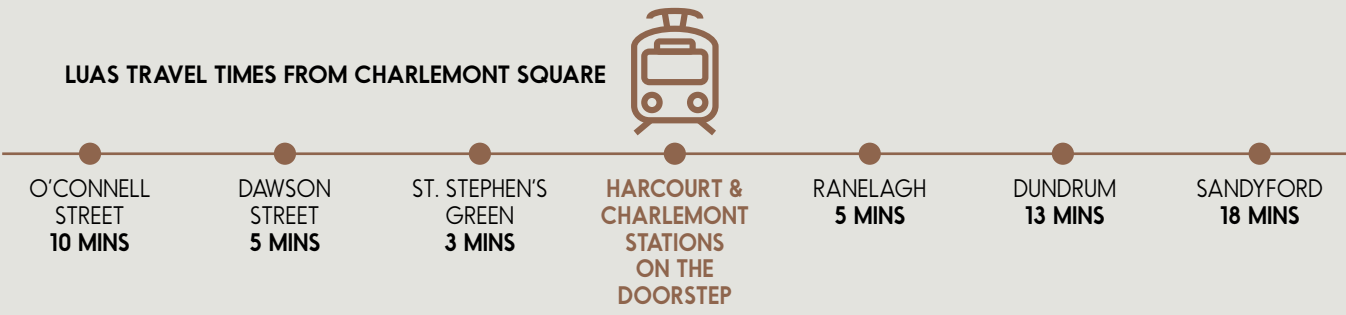 LUAS TRAVEL TIMES FROM CHARLEMONT SQUARE
O'CONNELL
STREET
10 MINS
DAWSON
STREET
5 MINS
ST. STEPHEN'S
GREEN
3 MINS
HARCOURT &
CHARLEMONT
STATIONS
ON THE
DOORSTEP
RANELAGH
5 MINS
DUNDRUM
13 MINS
SANDYFORD
18 MINS